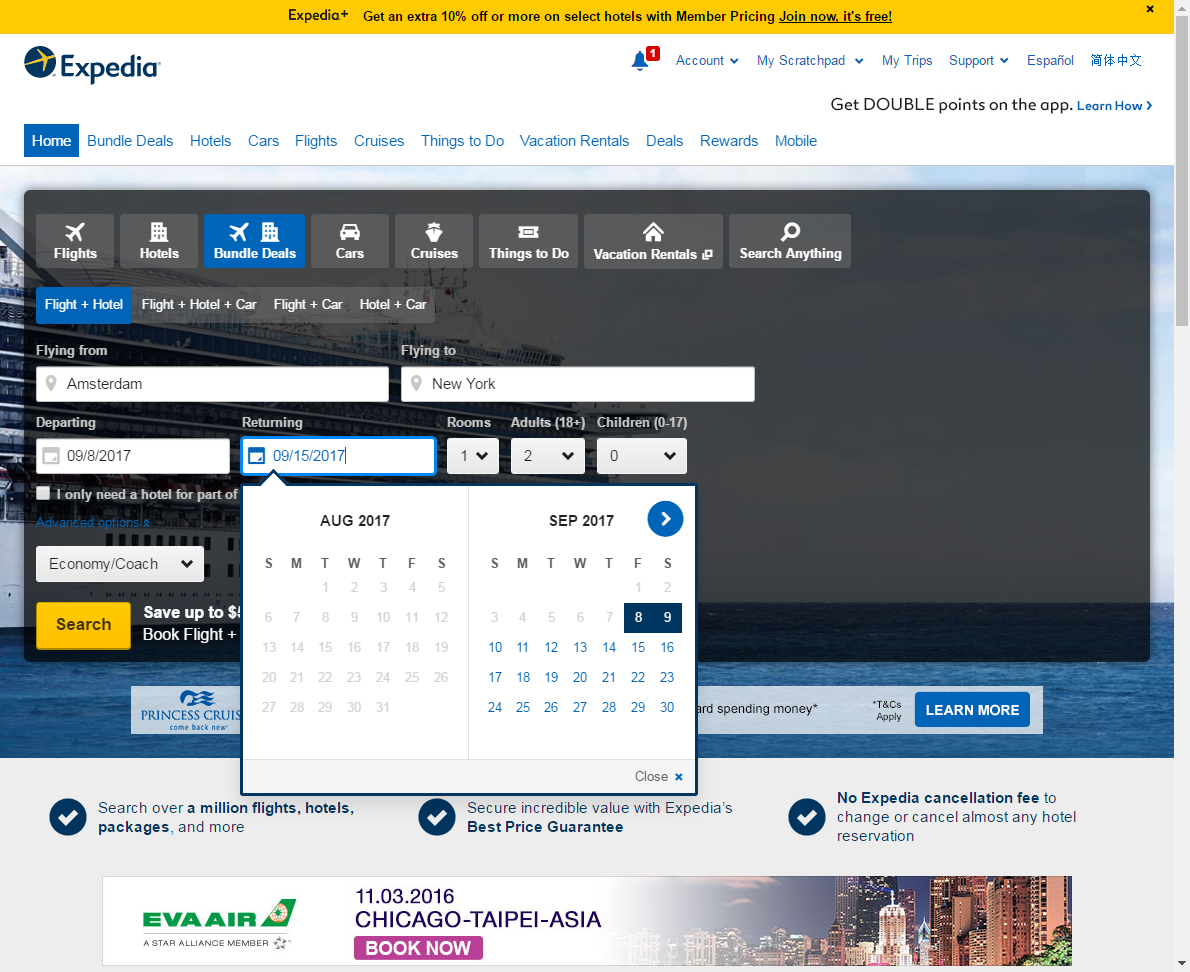 Expedia+ Get an extra 10% off or more on select hotels with Member Pricing Join now, it's free!
Expedia
1 Account My Scratchpad My Trips Support Español 简体中文
Get DOUBLE points on the app. Learn How
Home Bundle Deals Hotels Cars Flights Cruises Things to Do Vacation Rentals Deals Rewards Mobile
Flights Hotels Bundle Deals Cars Cruises Things to Do Vacation Rentals Search Anything
Flight + Hotel Flight + Hotel + Car Flight + Car Hotel + Car
Flying from Flying to
Amsterdam New York
Departing Returning Rooms Adults (18+) Children (0-17)
09/8/2017 09/15/2017 1 2 0
I only need a hotel for part of
Advanced options
Economy/Coach
Search
Save up to $
Book Flight +
AUG 2017
S M T W T F S
1 2 3 4 5
6 7 8 9 10 11 12
13 14 15 16 17 18 19
20 21 22 23 24 25 26
27 28 29 30 31
SEP 2017
S M T W T F S
1 2
3 4 5 6 7 8 9
10 11 12 13 14 15 16
17 18 19 20 21 22 23
24 25 26 27 28 29 30
Close ×
PRINCESS CRUIS
come back new
ard spending money*
*T&Cs
Apply
LEARN MORE
Search over a million flights, hotels,
packages, and more
Secure incredible value with Expedia's
Best Price Guarantee
No Expedia cancellation fee to
change or cancel almost any hotel
reservation
EVA AIR
A STAR ALLIANCE MEMBER
11.03.2016
CHICAGO-TAIPEI-ASIA
BOOK NOW